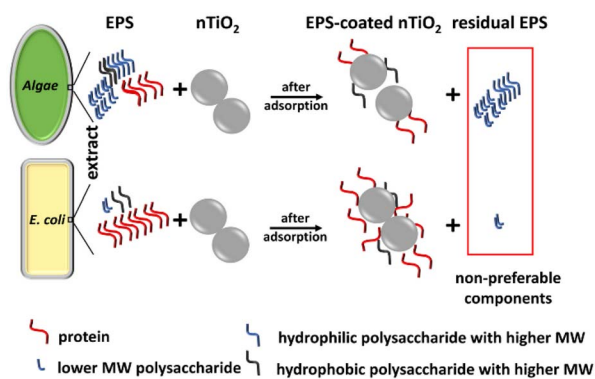 EPS nTiO2 EPS-coated nTiO2 residual EPS
Algae
+
after
adsorption
+
extract
E. coli
+
after
adsorption
+
non-preferable
components
protein
hydrophilic polysaccharide with higher MW
lower MW polysaccharide
hydrophobic polysaccharide with higher MW